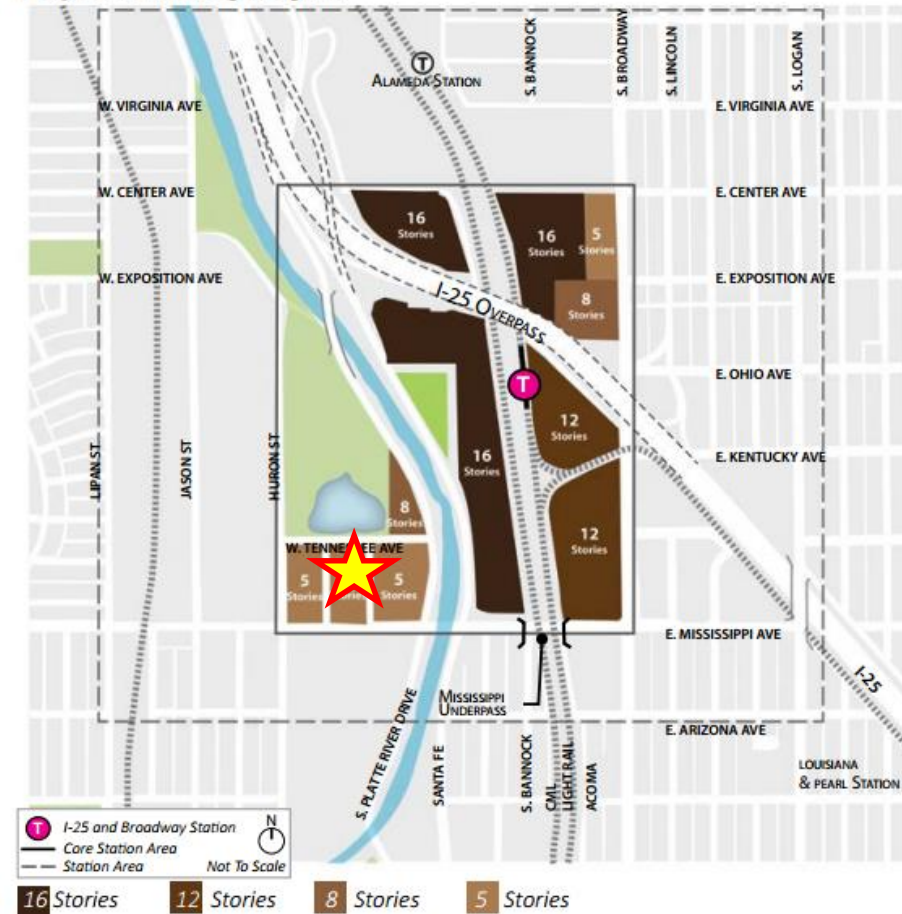 T
ALAMEDA STATION
S. BANNOCK
S. BROADWAY
S. LINCOLN
S. LOGAN
W. VIRGINIA AVE
E. VIRGINIA AVE
W. CENTER AVE
E. CENTER AVE
16
Stories
16
Stories
5
Stories
W. EXPOSITION AVE
E. EXPOSITION AVE
I-25 OVERPASS
8
Stories
T
E. OHIO AVE
12
Stories
LIPAN ST
JASON ST
HURON ST
16
Stories
E. KENTUCKY AVE
8
Stories
12
Stories
W. TENNESSEE AVE
5
Stories
5
Stories
E. MISSISSIPPI AVE
I-25
MISSISSIPPI
UNDERPASS
S. PLATTE RIVER DRIVE
SANTA FE
S. BANNOCK
CML
LIGHT RAIL
ACOMA
E. ARIZONA AVE
LOUISIANA
& PEARL STATION
T I-25 and Broadway Station
N
Core Station Area
Station Area
Not To Scale
16 Stories
12 Stories
8 Stories
5 Stories